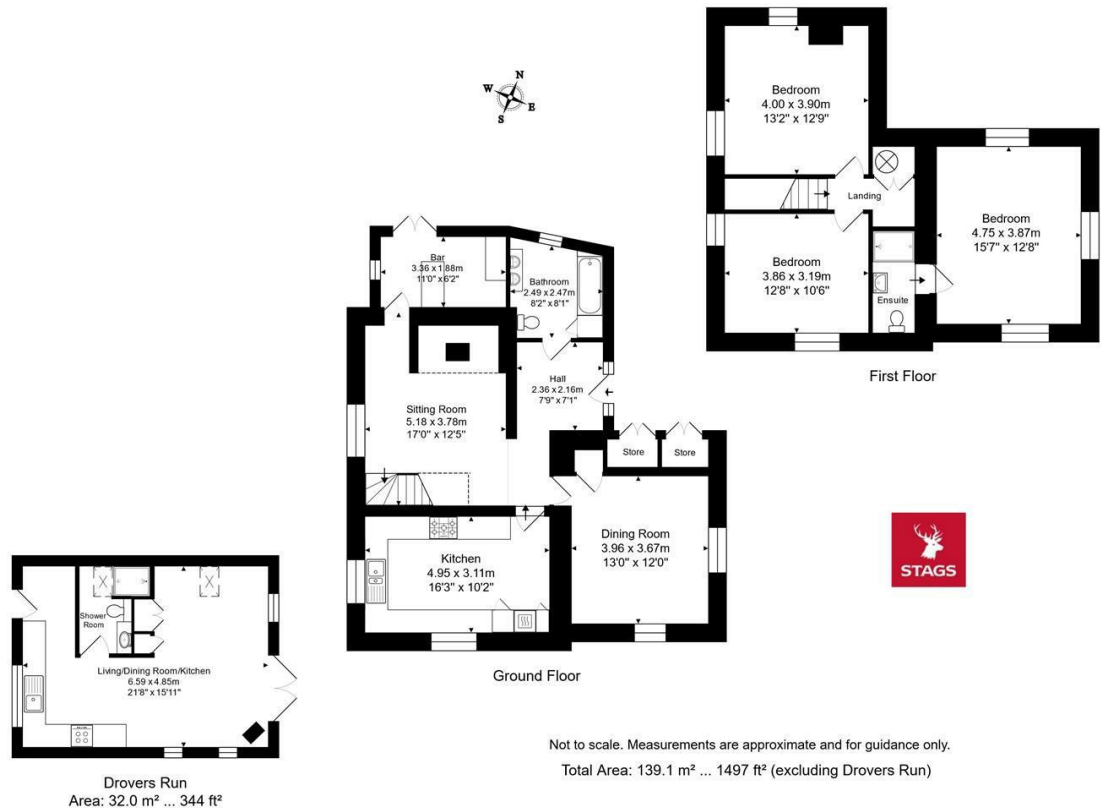 N
W
E
S
Bedroom
4.00 x 3.90m
13'2" x 12'9"
Landing
Bedroom
4.75 x 3.87m
15'7" x 12'8"
Bedroom
3.86 x 3.19m
12'8" x 10'6"
Ensuite
First Floor
Bar
3.36 x 1.88m
11'0" x 6'2"
Bathroom
2.49 x 2.47m
8'2" x 8'1"
Hall
2.36 x 2.16m
7'9" x 7'1"
Sitting Room
5.18 x 3.78m
17'0" x 12'5"
Store
Store
Dining Room
3.96 x 3.67m
13'0" x 12'0"
Kitchen
4.95 x 3.11m
16'3" x 10'2"
Ground Floor
STAGS
Shower
Room
Living/Dining Room/Kitchen
6.59 x 4.85m
21'8" x 15'11"
Drovers Run
Area: 32.0 m² ... 344 ft²
Not to scale. Measurements are approximate and for guidance only.
Total Area: 139.1 m² ... 1497 ft² (excluding Drovers Run)